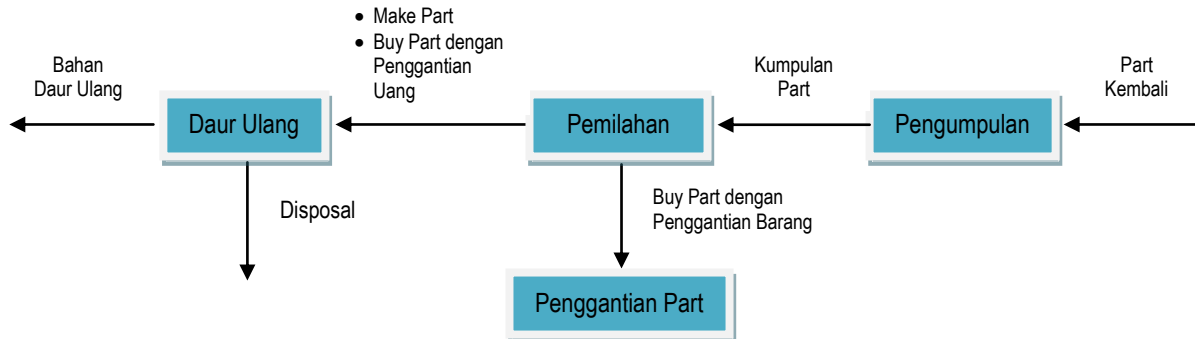 • Make Part
• Buy Part dengan
Penggantian
Uang
Bahan
Daur Ulang
Kumpulan
Part
Part
Kembali
Daur Ulang
Pemilahan
Pengumpulan
Disposal
Buy Part dengan
Penggantian Barang
Penggantian Part